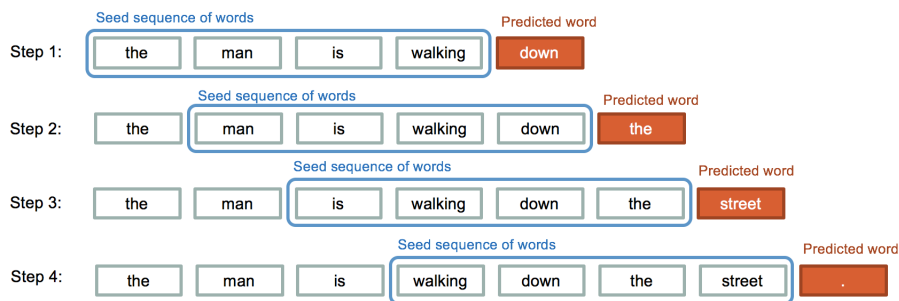 Seed sequence of words
Predicted word
Step 1: the man is walking down
Seed sequence of words
Predicted word
Step 2: the man is walking down the
Seed sequence of words
Predicted word
Step 3: the man is walking down the street
Seed sequence of words
Predicted word
Step 4: the man is walking down the street .